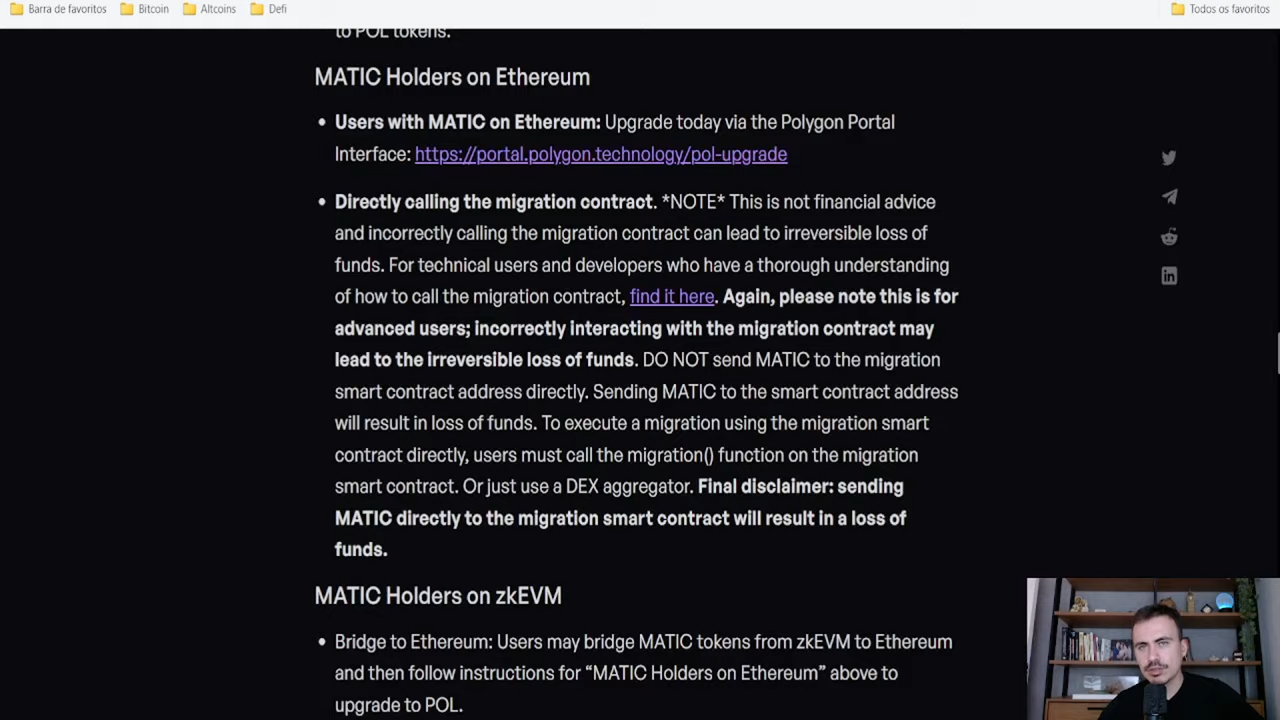 Barra de favoritos
Bitcoin
Altcoins
Defi
Todos os favoritos
to POL tokens.
MATIC Holders on Ethereum
• Users with MATIC on Ethereum: Upgrade today via the Polygon Portal
Interface: https://portal.polygon.technology/pol-upgrade
• Directly calling the migration contract. *NOTE* This is not financial advice
and incorrectly calling the migration contract can lead to irreversible loss of
funds. For technical users and developers who have a thorough understanding
of how to call the migration contract, find it here. Again, please note this is for
advanced users; incorrectly interacting with the migration contract may
lead to the irreversible loss of funds. DO NOT send MATIC to the migration
smart contract address directly. Sending MATIC to the smart contract address
will result in loss of funds. To execute a migration using the migration smart
contract directly, users must call the migration() function on the migration
smart contract. Or just use a DEX aggregator. Final disclaimer: sending
MATIC directly to the migration smart contract will result in a loss of
funds.
MATIC Holders on zkEVM
• Bridge to Ethereum: Users may bridge MATIC tokens from zkEVM to Ethereum
and then follow instructions for “MATIC Holders on Ethereum” above to
upgrade to POL.